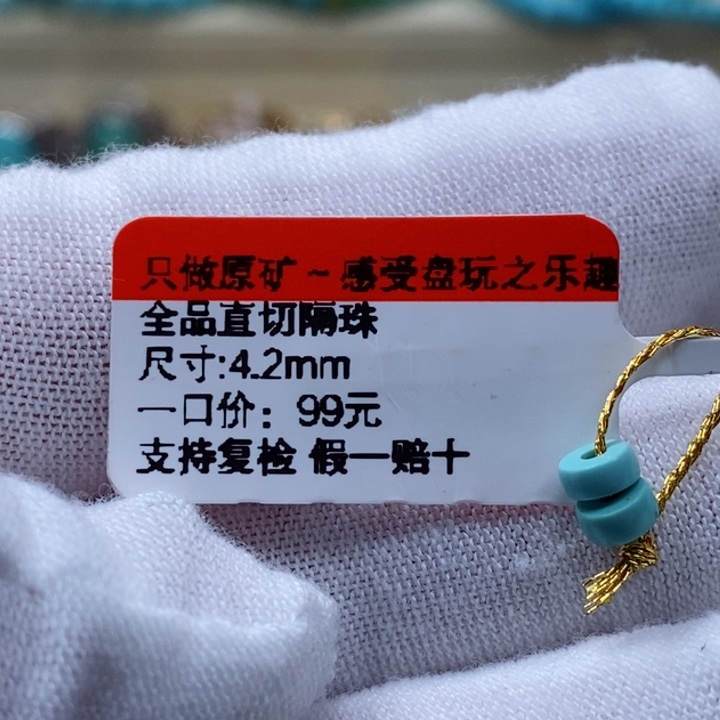 只做原矿~感受盘玩之乐趣
全品直切隔珠
尺寸:4.2mm
一口价：99元
支持复检 假一赔十